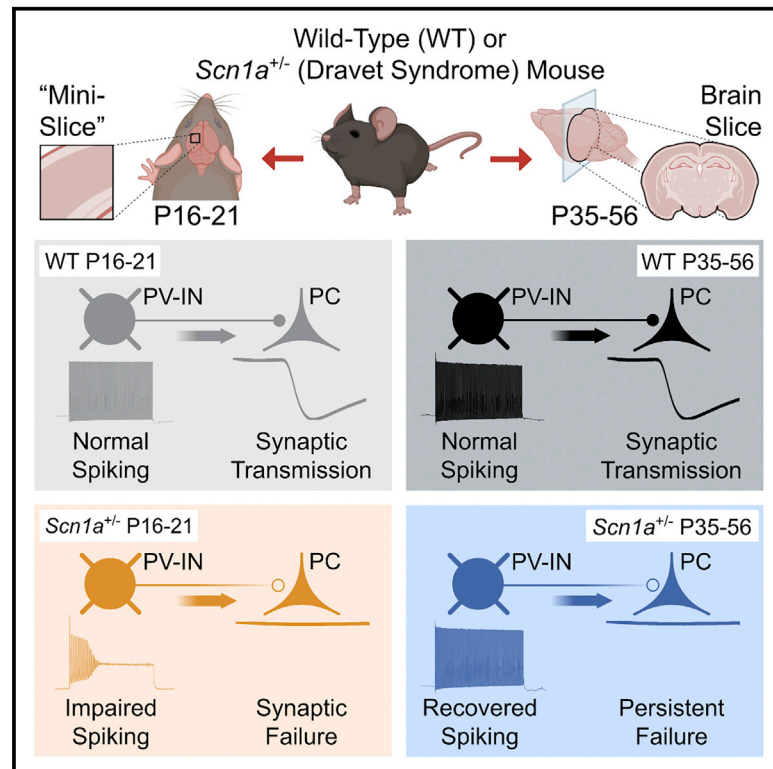 Wild-Type (WT) or
Scn1a+/- (Dravet Syndrome) Mouse
"Mini-
Slice"
P16-21
Brain
Slice
P35-56
WT P16-21
PV-IN
PC
Normal
Spiking
Synaptic
Transmission
WT P35-56
PV-IN
PC
Normal
Spiking
Synaptic
Transmission
Scn1a+/- P16-21
PV-IN
PC
Impaired
Spiking
Synaptic
Failure
Scn1a+/- P35-56
PV-IN
PC
Recovered
Spiking
Persistent
Failure